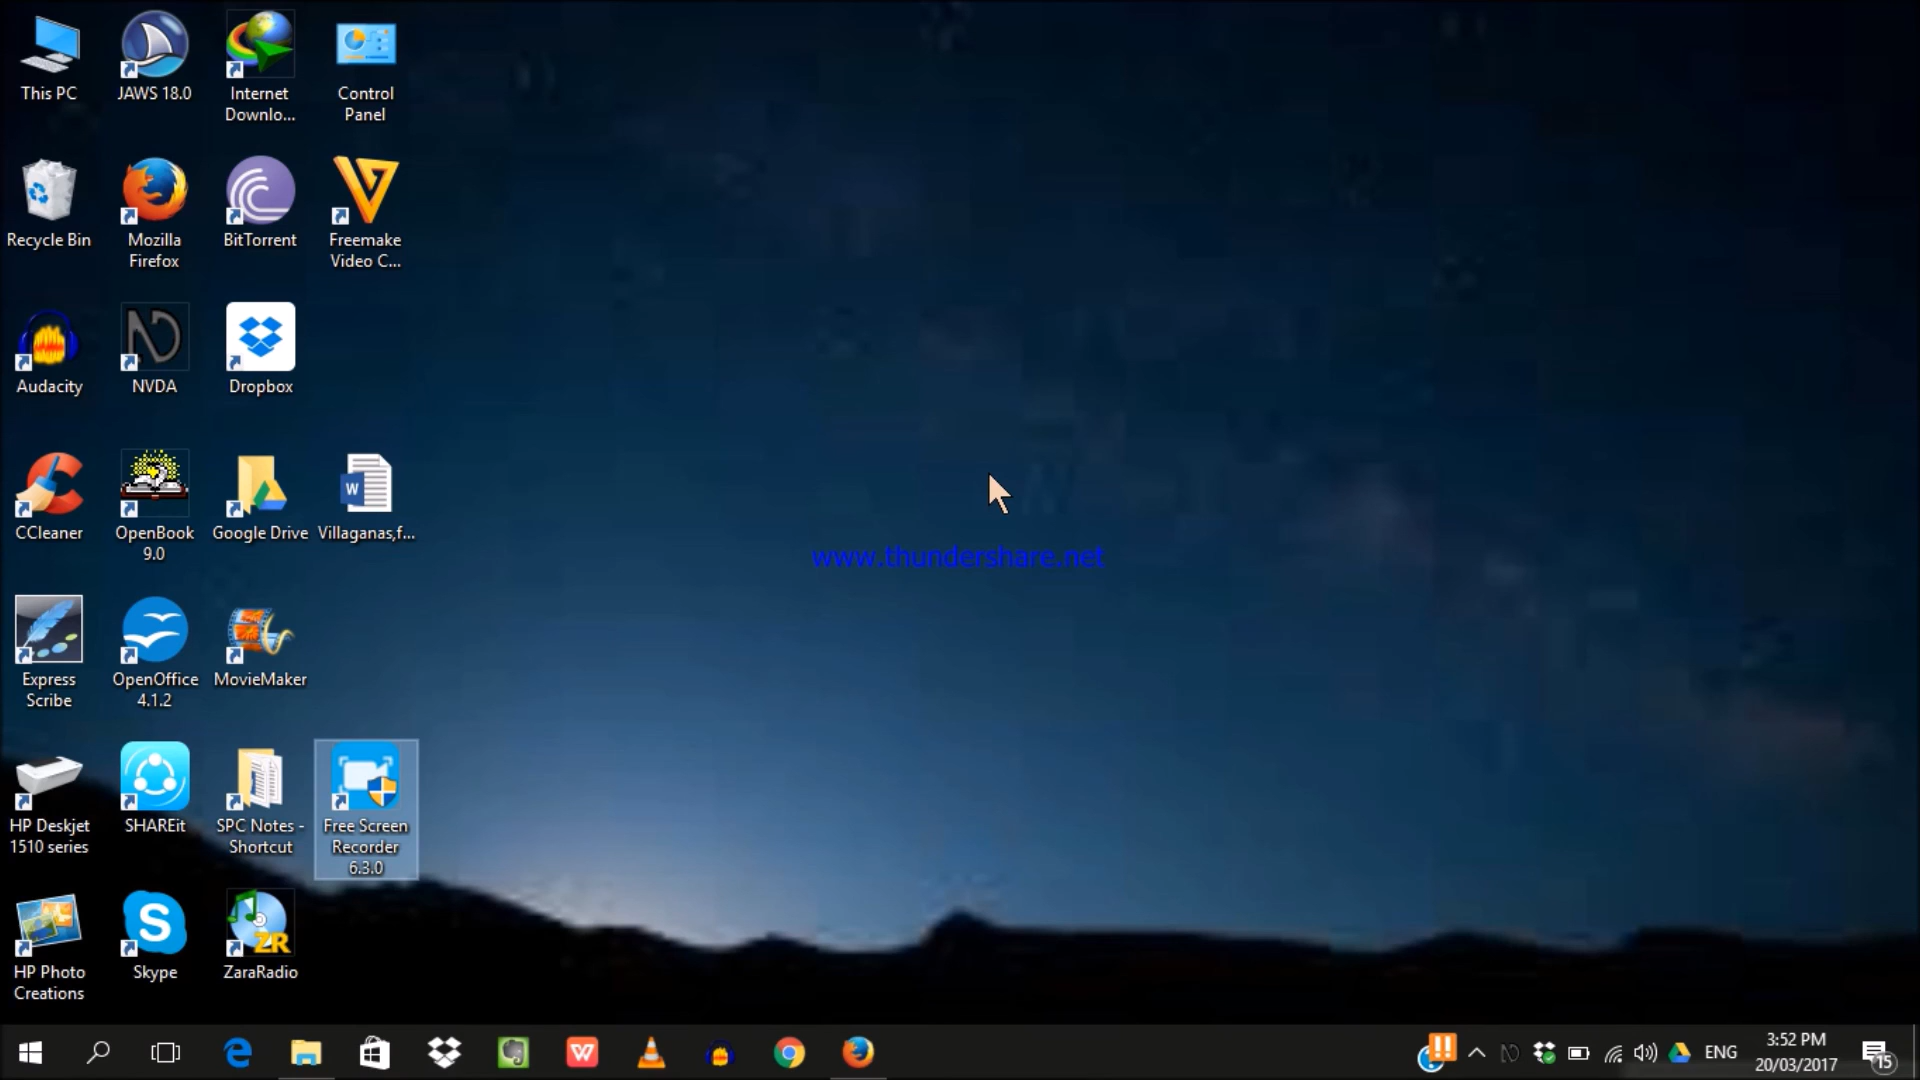 This PC
JAWS 18.0
Internet
Downlo...
Control
Panel
Recycle Bin
Mozilla
Firefox
BitTorrent
Freemake
Video C...
Audacity
NVDA
Dropbox
CCleaner
OpenBook
9.0
Google Drive
Villaganas,f...
www.thundershare.net
Express
Scribe
OpenOffice
4.1.2
MovieMaker
HP Deskjet
1510 series
SHAREit
SPC Notes -
Shortcut
Free Screen
Recorder
6.3.0
HP Photo
Creations
Skype
ZR
ZaraRadio
ENG
3:52 PM
20/03/2017
15